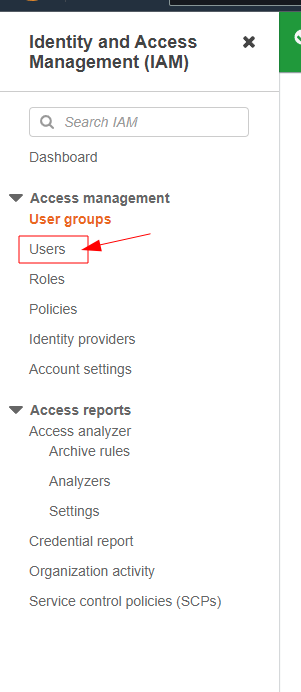 Identity and Access
Management (IAM)
Search IAM
Dashboard
Access management
User groups
Users
Roles
Policies
Identity providers
Account settings
Access reports
Access analyzer
Archive rules
Analyzers
Settings
Credential report
Organization activity
Service control policies (SCPs)